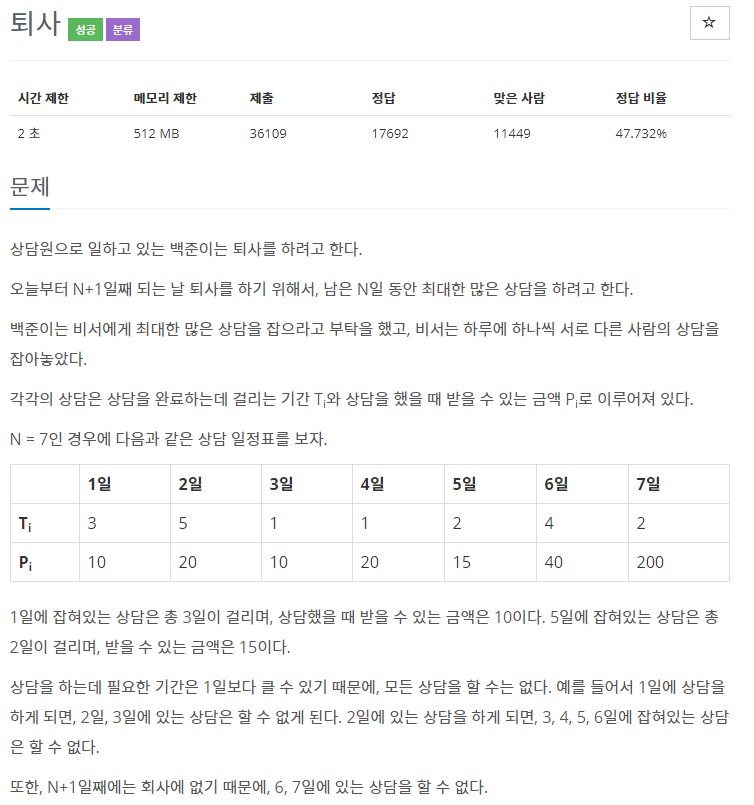 퇴사 성공 분류
☆
시간 제한 메모리 제한 제출 정답 맞은 사람 정답 비율
2 초 512 MB 36109 17692 11449 47.732%
문제
상담원으로 일하고 있는 백준이는 퇴사를 하려고 한다.
오늘부터 N+1일째 되는 날 퇴사를 하기 위해서, 남은 N일 동안 최대한 많은 상담을 하려고 한다.
백준이는 비서에게 최대한 많은 상담을 잡으라고 부탁을 했고, 비서는 하루에 하나씩 서로 다른 사람의 상담을
잡아놓았다.
각각의 상담은 상담을 완료하는데 걸리는 기간 Ti와 상담을 했을 때 받을 수 있는 금액 Pi로 이루어져 있다.
N = 7인 경우에 다음과 같은 상담 일정표를 보자.
1일 2일 3일 4일 5일 6일 7일
Ti 3 5 1 1 2 4 2
Pi 10 20 10 20 15 40 200
1일에 잡혀있는 상담은 총 3일이 걸리며, 상담했을 때 받을 수 있는 금액은 10이다. 5일에 잡혀있는 상담은 총
2일이 걸리며, 받을 수 있는 금액은 15이다.
상담을 하는데 필요한 기간은 1일보다 클 수 있기 때문에, 모든 상담을 할 수는 없다. 예를 들어서 1일에 상담을
하게 되면, 2일, 3일에 있는 상담은 할 수 없게 된다. 2일에 있는 상담을 하게 되면, 3, 4, 5, 6일에 잡혀있는 상담
은 할 수 없다.
또한, N+1일째에는 회사에 없기 때문에, 6, 7일에 있는 상담을 할 수 없다.